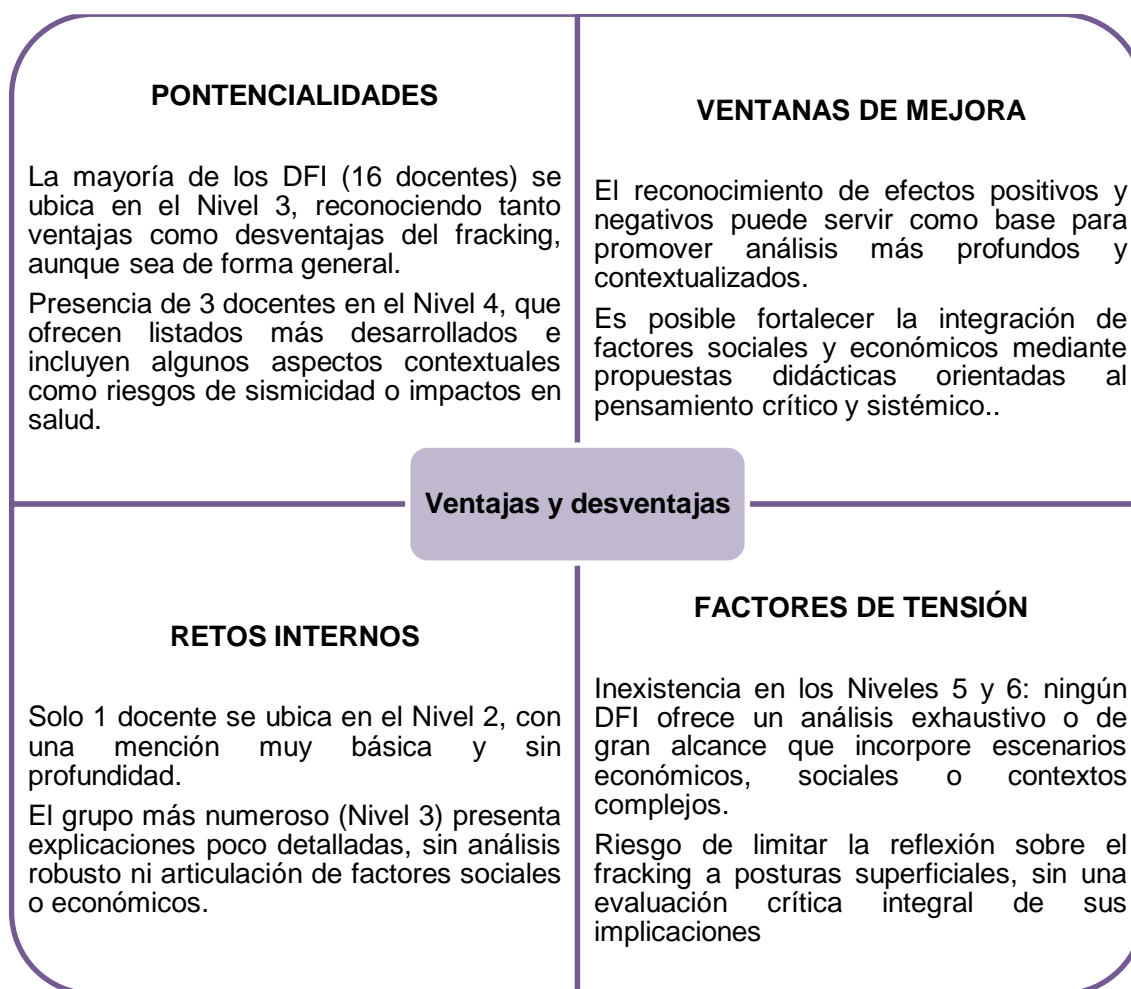 PONTENCIALIDADES
La mayoría de los DFI (16 docentes) se
ubica en el Nivel 3, reconociendo tanto
ventajas como desventajas del fracking,
aunque sea de forma general.
Presencia de 3 docentes en el Nivel 4, que
ofrecen listados más desarrollados e
incluyen algunos aspectos contextuales
como riesgos de sismicidad o impactos en
salud.
VENTANAS DE MEJORA
El reconocimiento de efectos positivos y
negativos puede servir como base para
promover análisis más profundos y
contextualizados.
Es posible fortalecer la integración de
factores sociales y económicos mediante
propuestas didácticas orientadas al
pensamiento crítico y sistémico..
Ventajas y desventajas
RETOS INTERNOS
Solo 1 docente se ubica en el Nivel 2, con
una mención muy básica y sin
profundidad.
El grupo más numeroso (Nivel 3) presenta
explicaciones poco detalladas, sin análisis
robusto ni articulación de factores sociales
o económicos.
FACTORES DE TENSIÓN
Inexistencia en los Niveles 5 y 6: ningún
DFI ofrece un análisis exhaustivo o de
gran alcance que incorpore escenarios
económicos, sociales o contextos
complejos.
Riesgo de limitar la reflexión sobre el
fracking a posturas superficiales, sin una
evaluación crítica integral de sus
implicaciones